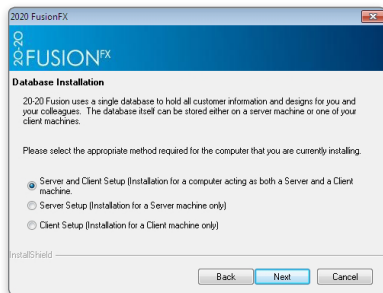 2020 FusionFX
20-20 FUSION FX
Database Installation
20-20 Fusion uses a single database to hold all customer information and designs for you and
your colleagues. The database itself can be stored either on a server machine or one of your
client machines.
Please select the appropriate method required for the computer that you are currently installing.
Server and Client Setup (Installation for a computer acting as both a Server and a Client
machine.
Server Setup (Installation for a Server machine only)
Client Setup (Installation for a Client machine only)
InstallShield
Back Next Cancel